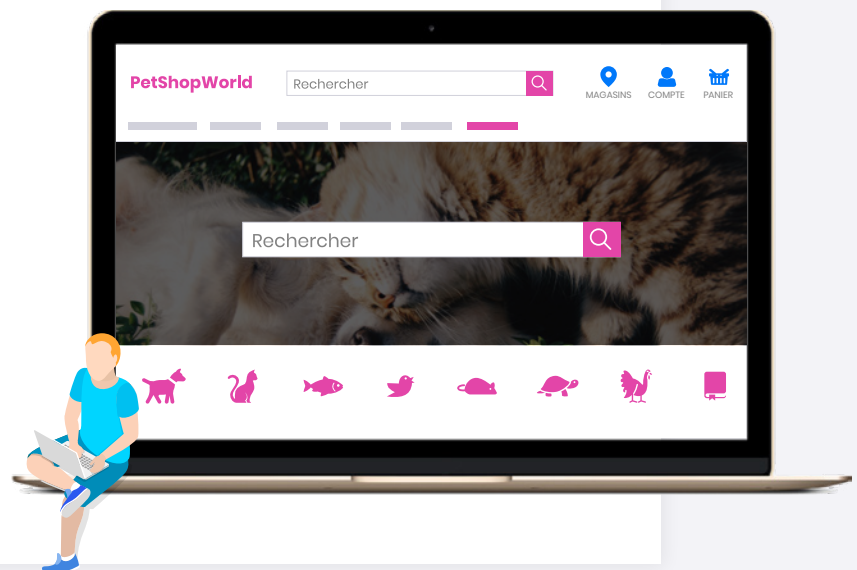 PetShopWorld
Rechercher
MAGASINS
COMPTE
PANIER
Rechercher